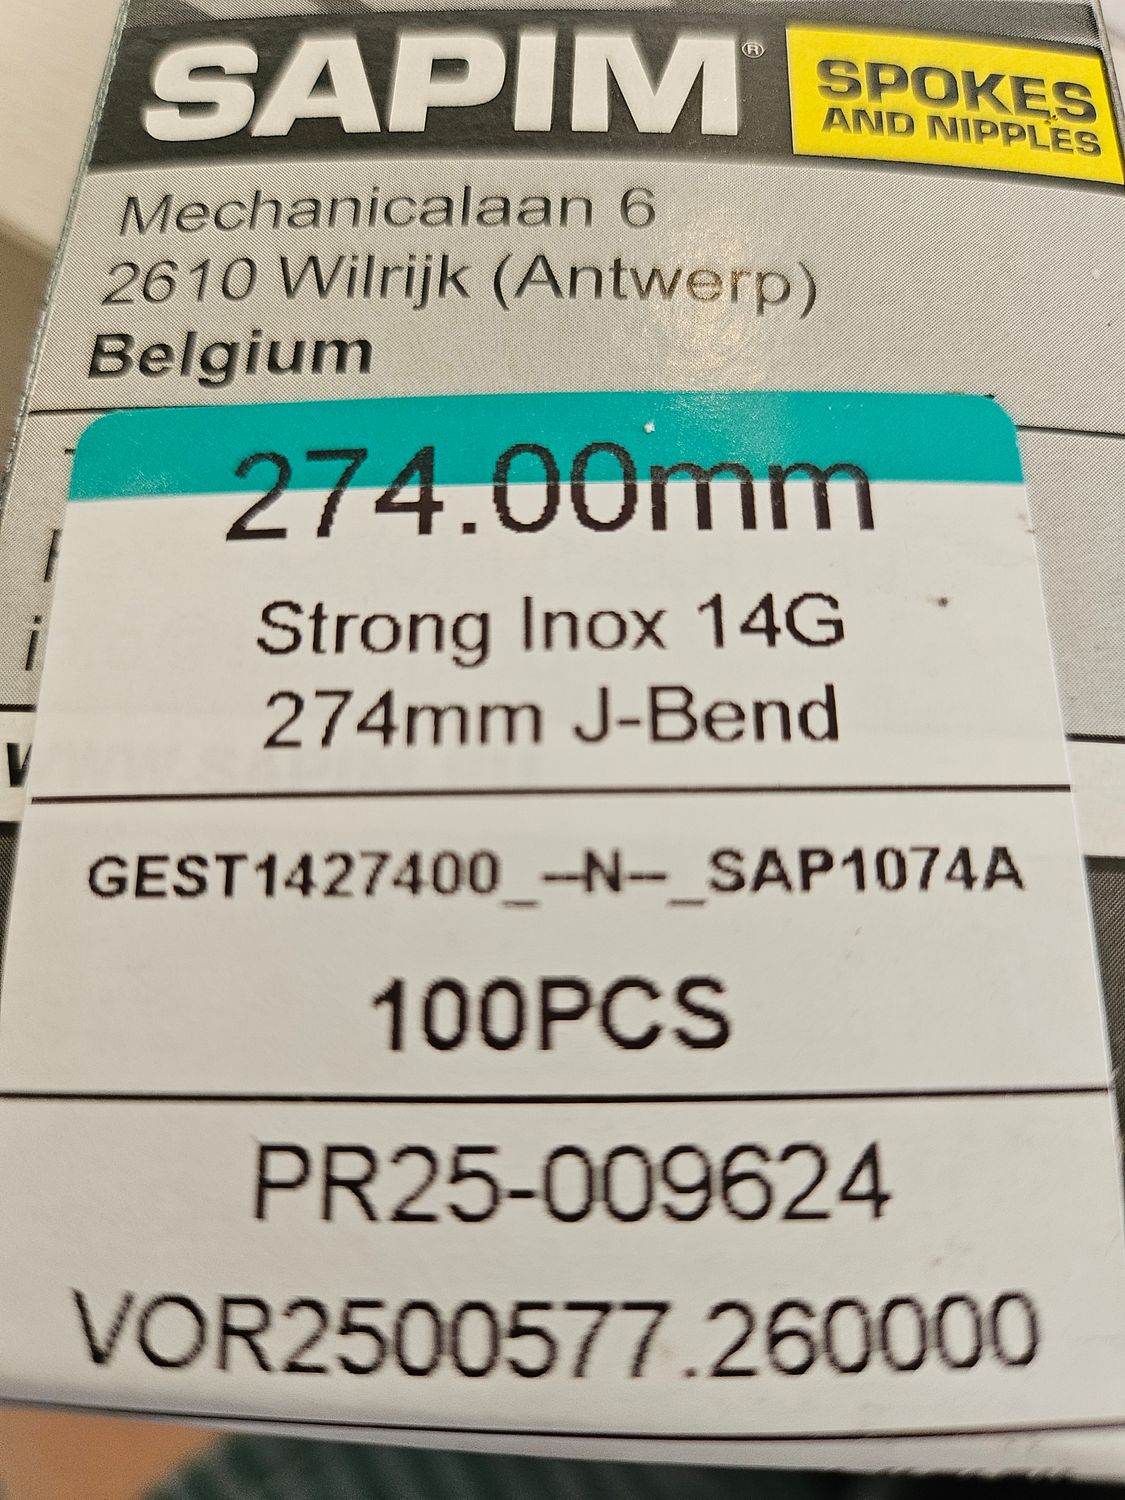 SAPIM®
SPOKES
AND NIPPLES
Mechanicalaan 6
2610 Wilrijk (Antwerp)
Belgium
274.00mm
Strong Inox 14G
274mm J-Bend
GEST1427400_--N--_SAP1074A
100PCS
PR25-009624
VOR2500577.260000